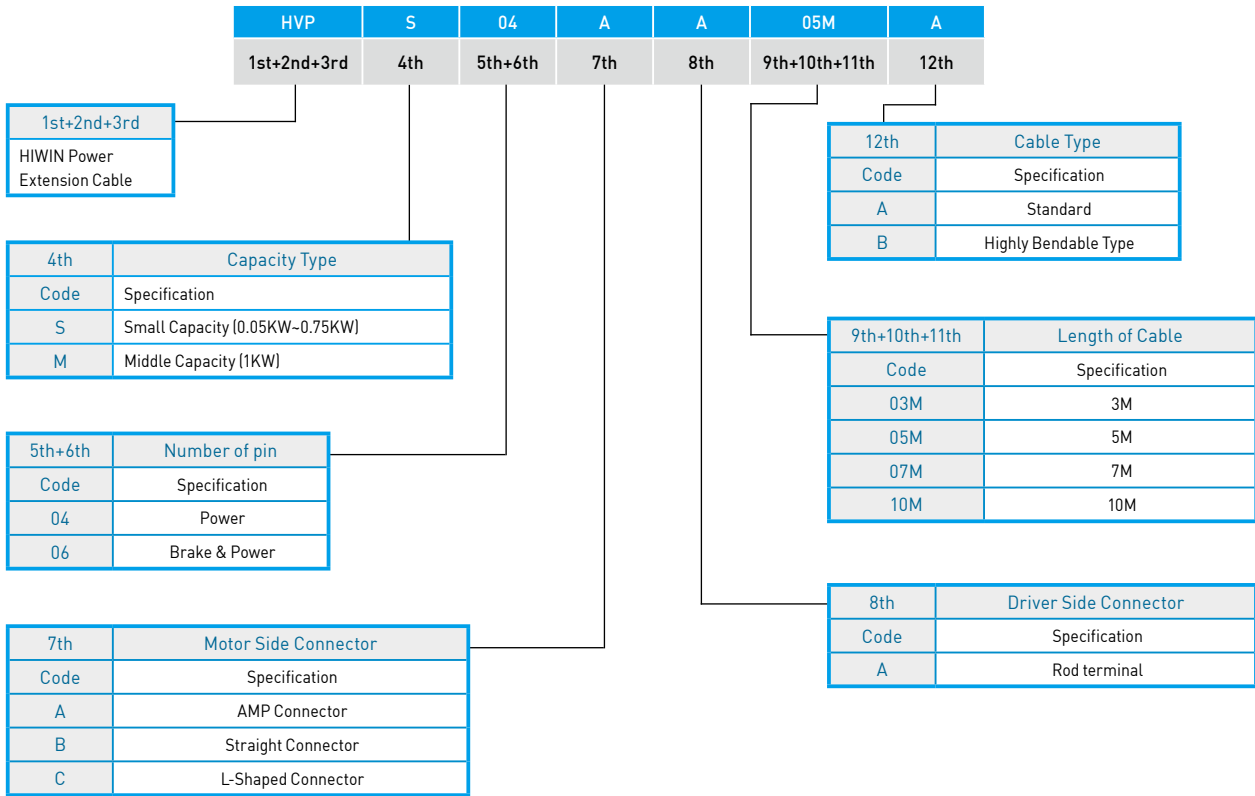 HVP S 04 A A 05M A
1st+2nd+3rd 4th 5th+6th 7th 8th 9th+10th+11th 12th
1st+2nd+3rd
HIWIN Power
Extension Cable
4th Capacity Type
Code Specification
S Small Capacity (0.05KW~0.75KW)
M Middle Capacity (1KW)
5th+6th Number of pin
Code Specification
04 Power
06 Brake & Power
7th Motor Side Connector
Code Specification
A AMP Connector
B Straight Connector
C L-Shaped Connector
12th Cable Type
Code Specification
A Standard
B Highly Bendable Type
9th+10th+11th Length of Cable
Code Specification
03M 3M
05M 5M
07M 7M
10M 10M
8th Driver Side Connector
Code Specification
A Rod terminal